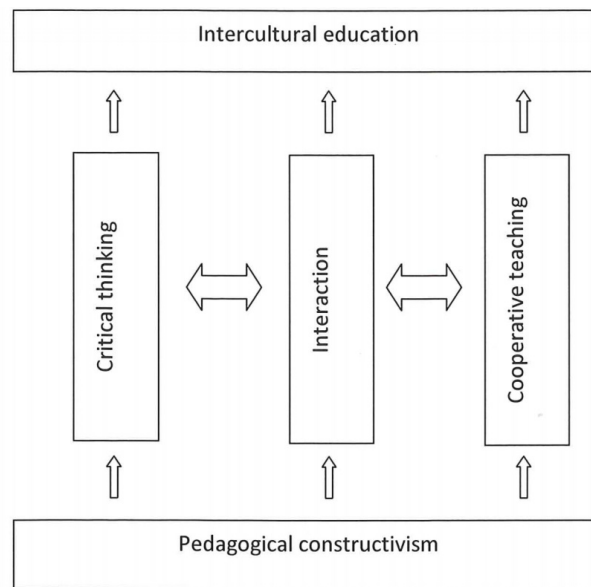 Intercultural education
Critical thinking
Interaction
Cooperative teaching
Pedagogical constructivism